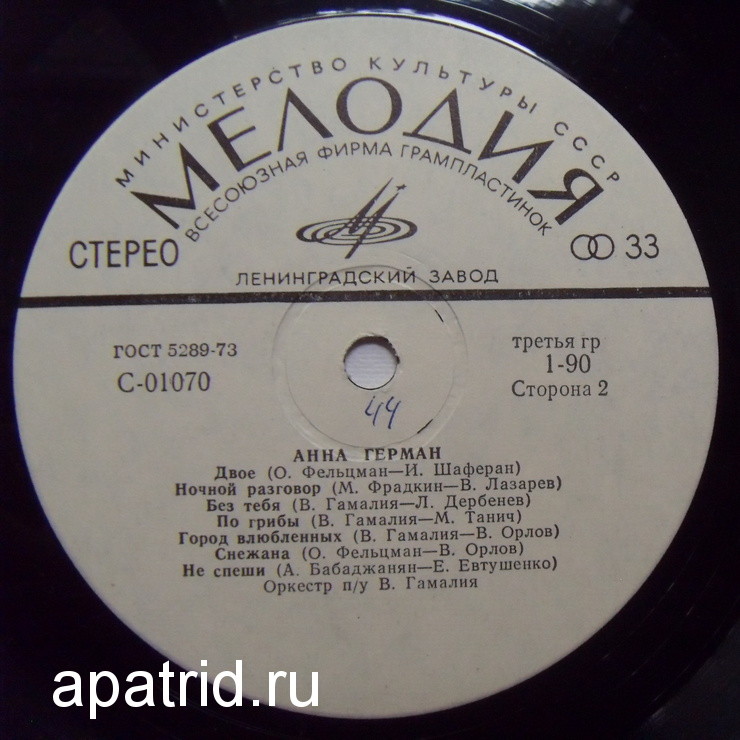 МИНИСТЕРСТВО КУЛЬТУРЫ СССР
МЕЛОДИЯ
ВСЕСОЮЗНАЯ ФИРМА ГРАМПЛАСТИНОК
СТЕРЕО
33
ЛЕНИНГРАДСКИЙ ЗАВОД
ГОСТ 5289-73
С-01070
третья гр
1-90
Сторона 2
44
АННА ГЕРМАН
Двое (О. Фельцман—И. Шаферан)
Ночной разговор (М. Фрадкин—В. Лазарев)
Без тебя (В. Гамалия—Л. Дербенев)
По грибы (В. Гамалия—М. Танич)
Город влюбленных (В. Гамалия—В. Орлов)
Снежана (О. Фельцман—В. Орлов)
Не спеши (А. Бабаджанян—Е. Евтушенко)
Оркестр п/у В. Гамалия
apatrid.ru